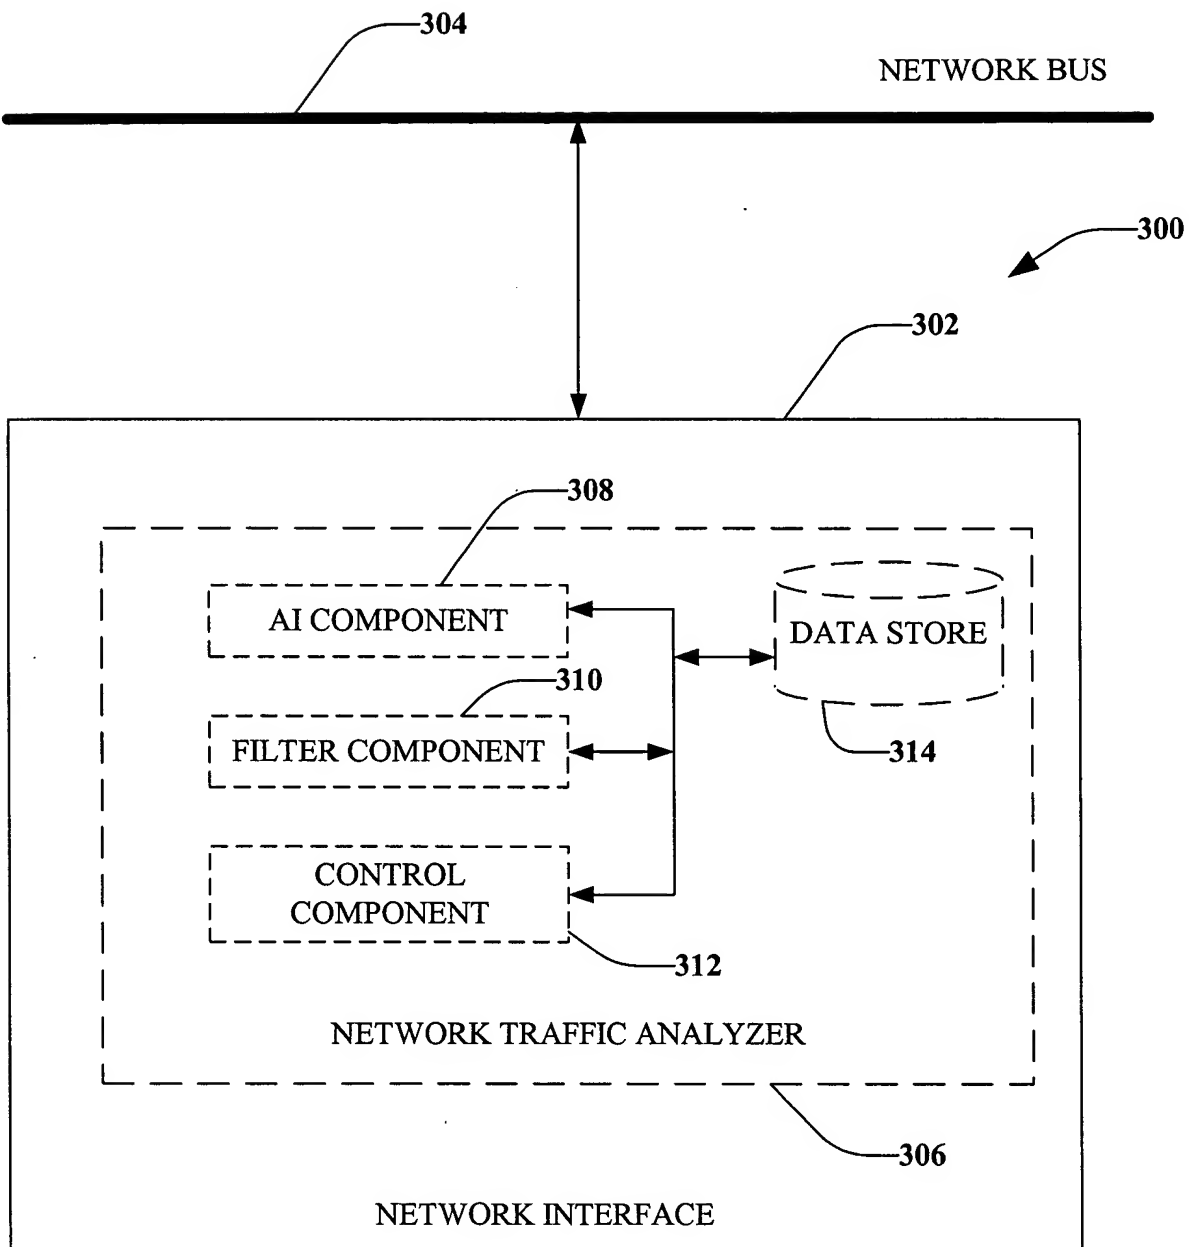 304
NETWORK BUS
300
302
308
AI COMPONENT
DATA STORE
310
FILTER COMPONENT
314
CONTROL
COMPONENT
312
NETWORK TRAFFIC ANALYZER
306
NETWORK INTERFACE